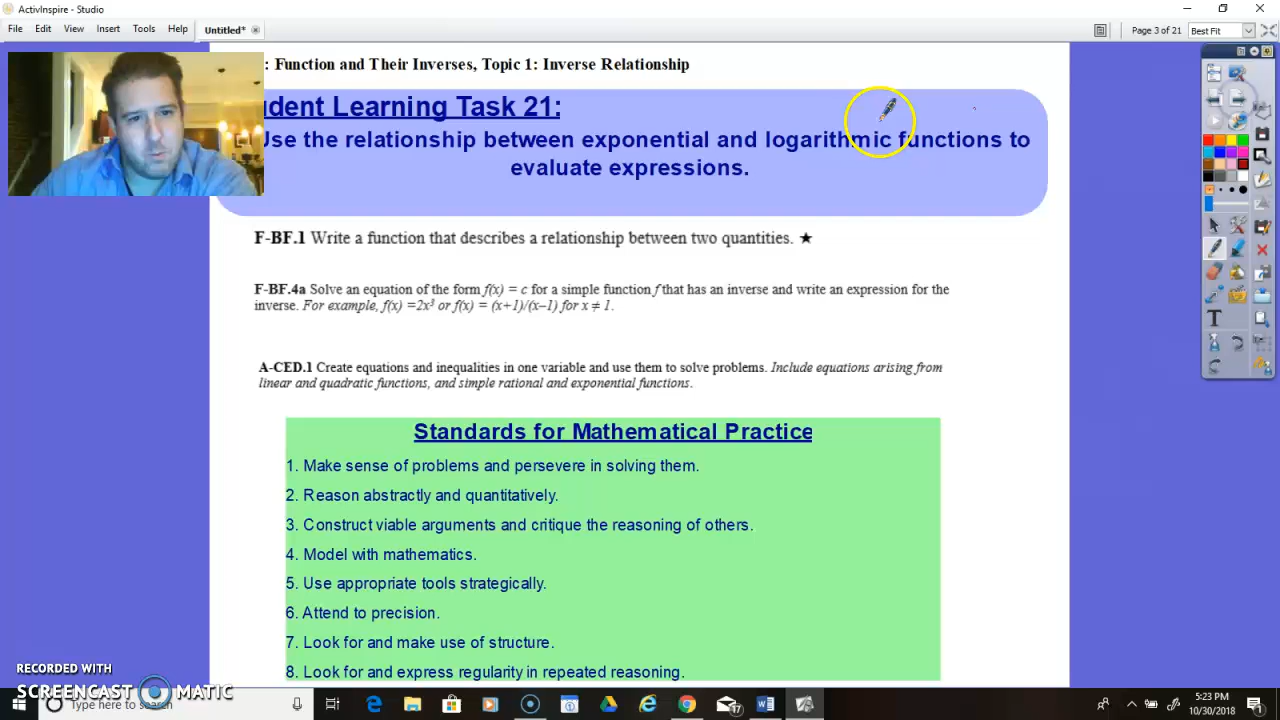 ActivInspire - Studio
File Edit View Insert Tools Help Untitled*
Page 3 of 21 Best Fit
: Function and Their Inverses, Topic 1: Inverse Relationship
udent Learning Task 21:
Use the relationship between exponential and logarithmic functions to
evaluate expressions.
F-BF.1 Write a function that describes a relationship between two quantities. ★
F-BF.4a Solve an equation of the form f(x) = c for a simple function f that has an inverse and write an expression for the
inverse. For example, f(x) =2x³ or f(x) = (x+1)/(x–1) for x ≠ 1.
A-CED.1 Create equations and inequalities in one variable and use them to solve problems. Include equations arising from
linear and quadratic functions, and simple rational and exponential functions.
Standards for Mathematical Practice
1. Make sense of problems and persevere in solving them.
2. Reason abstractly and quantitatively.
3. Construct viable arguments and critique the reasoning of others.
4. Model with mathematics.
5. Use appropriate tools strategically.
6. Attend to precision.
7. Look for and make use of structure.
8. Look for and express regularity in repeated reasoning.
RECORDED WITH
SCREENCAST MATIC
Type here to search
17
5:23 PM
10/30/2018